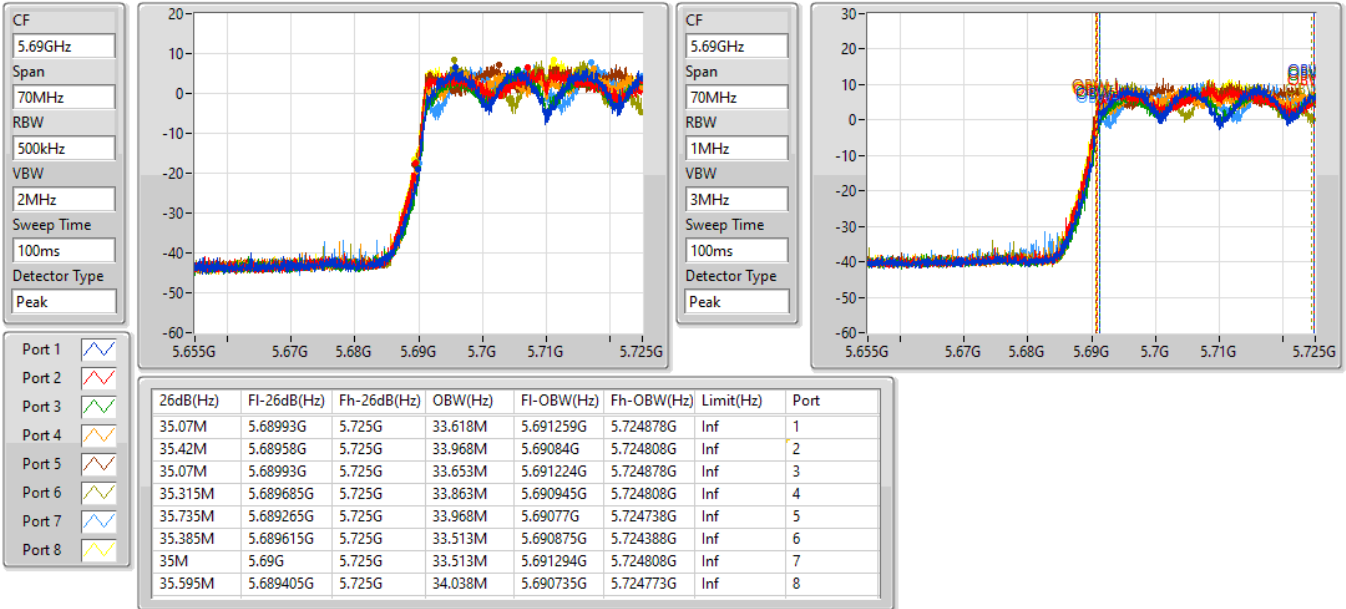 CF
5.69GHz
Span
70MHz
RBW
500kHz
VBW
2MHz
Sweep Time
100ms
Detector Type
Peak
20
10
0
-10
-20
-30
-40
-50
-60
5.655G 5.67G 5.68G 5.69G 5.7G 5.71G 5.725G
CF
5.69GHz
Span
70MHz
RBW
1MHz
VBW
3MHz
Sweep Time
100ms
Detector Type
Peak
30
20
10
0
-10
-20
-30
-40
-50
-60
5.655G 5.67G 5.68G 5.69G 5.7G 5.71G 5.725G
Port 1
Port 2
Port 3
Port 4
Port 5
Port 6
Port 7
Port 8
26dB(Hz) Fl-26dB(Hz) Fh-26dB(Hz) OBW(Hz) Fl-OBW(Hz) Fh-OBW(Hz) Limit(Hz) Port
35.07M 5.68993G 5.725G 33.618M 5.691259G 5.724878G Inf 1
35.42M 5.68958G 5.725G 33.968M 5.69084G 5.724808G Inf 2
35.07M 5.68993G 5.725G 33.653M 5.691224G 5.724878G Inf 3
35.315M 5.689685G 5.725G 33.863M 5.690945G 5.724808G Inf 4
35.735M 5.689265G 5.725G 33.968M 5.69077G 5.724738G Inf 5
35.385M 5.689615G 5.725G 33.513M 5.690875G 5.724388G Inf 6
35M 5.69G 5.725G 33.513M 5.691294G 5.724808G Inf 7
35.595M 5.689405G 5.725G 34.038M 5.690735G 5.724773G Inf 8